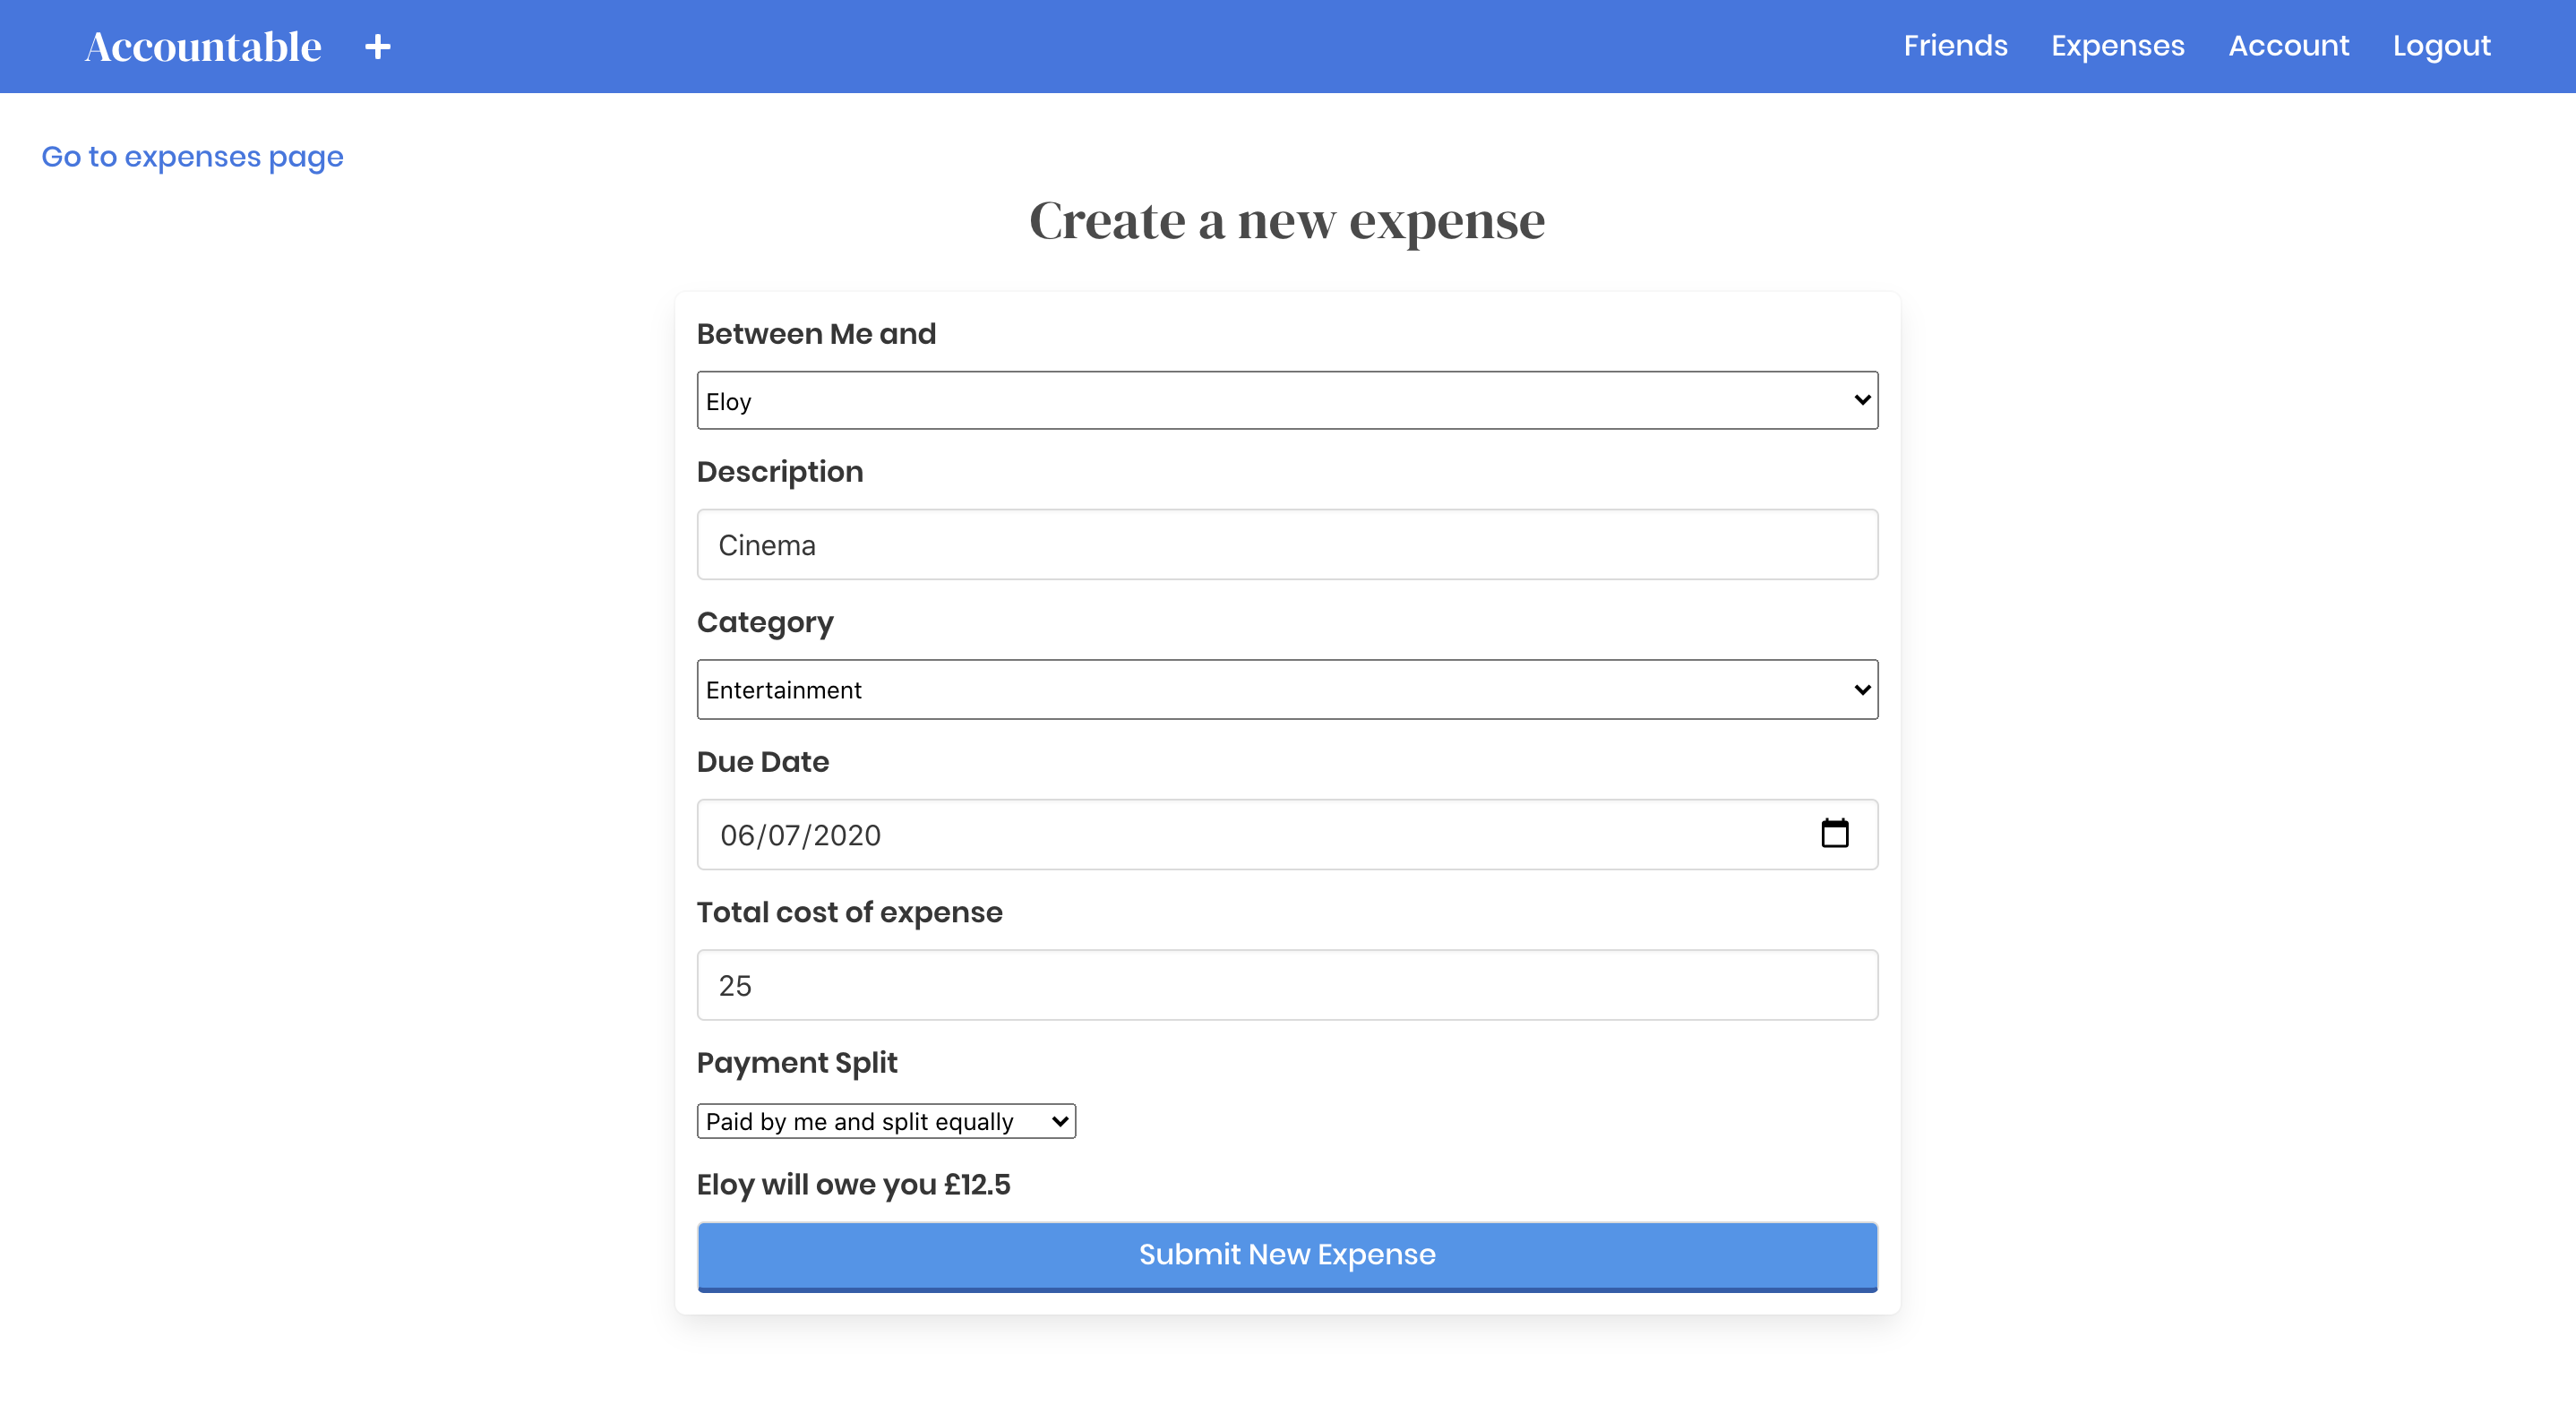 Accountable +
Friends Expenses Account Logout
Go to expenses page
Create a new expense
Between Me and
Eloy
Description
Cinema
Category
Entertainment
Due Date
06/07/2020
Total cost of expense
25
Payment Split
Paid by me and split equally
Eloy will owe you £12.5
Submit New Expense